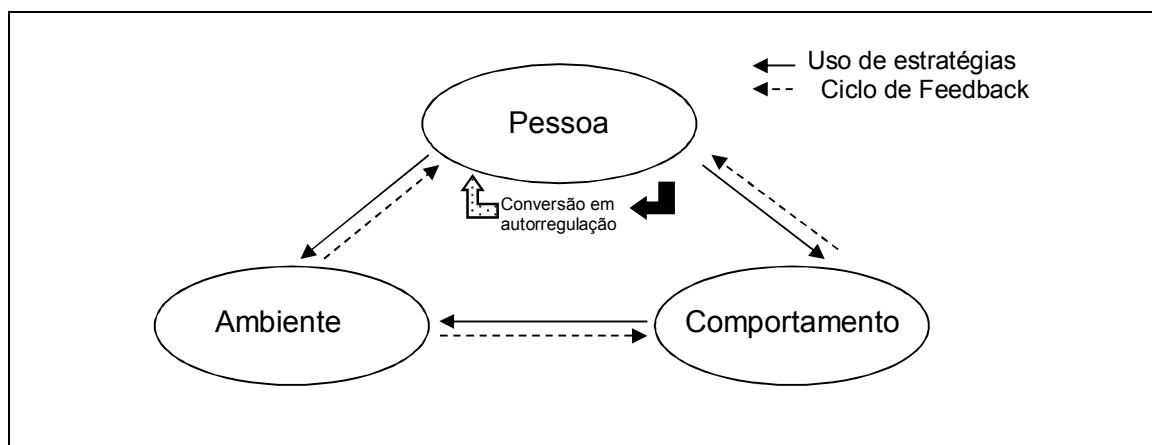 Uso de estratégias
Ciclo de Feedback
Pessoa
Conversão em
autorregulação
Ambiente
Comportamento